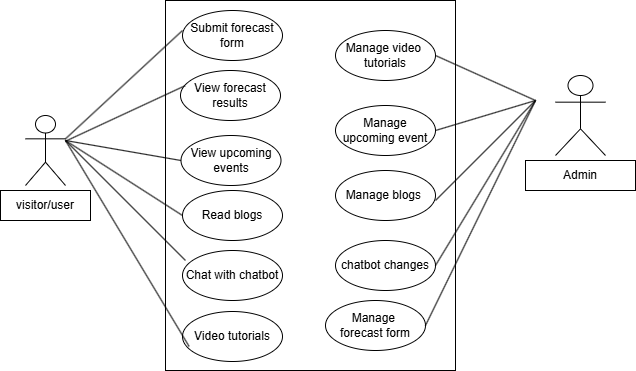 Submit forecast
form
View forecast
results
View upcoming
events
Read blogs
Chat with chatbot
Video tutorials
visitor/user
Manage video
tutorials
Manage
upcoming event
Manage blogs
chatbot changes
Manage
forecast form
Admin